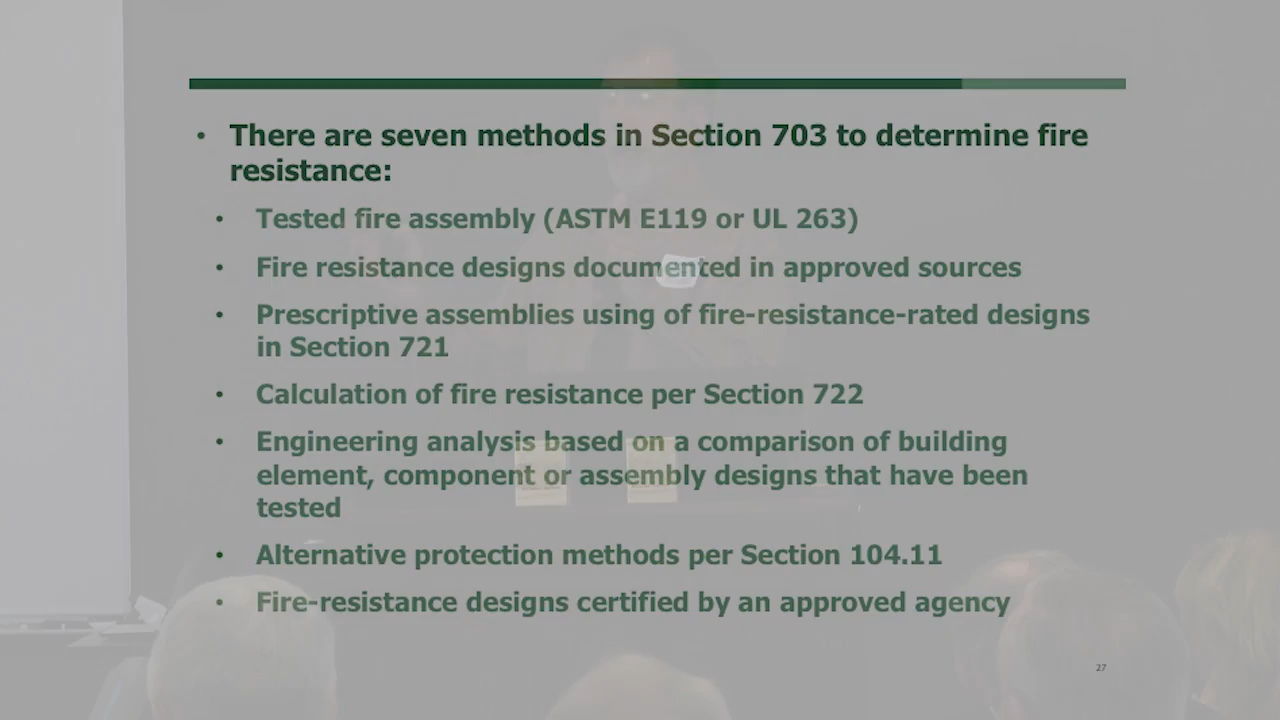 • There are seven methods in Section 703 to determine fire
resistance:
• Tested fire assembly (ASTM E119 or UL 263)
• Fire resistance designs documented in approved sources
• Prescriptive assemblies using of fire-resistance-rated designs
in Section 721
• Calculation of fire resistance per Section 722
• Engineering analysis based on a comparison of building
element, component or assembly designs that have been
tested
• Alternative protection methods per Section 104.11
• Fire-resistance designs certified by an approved agency
27